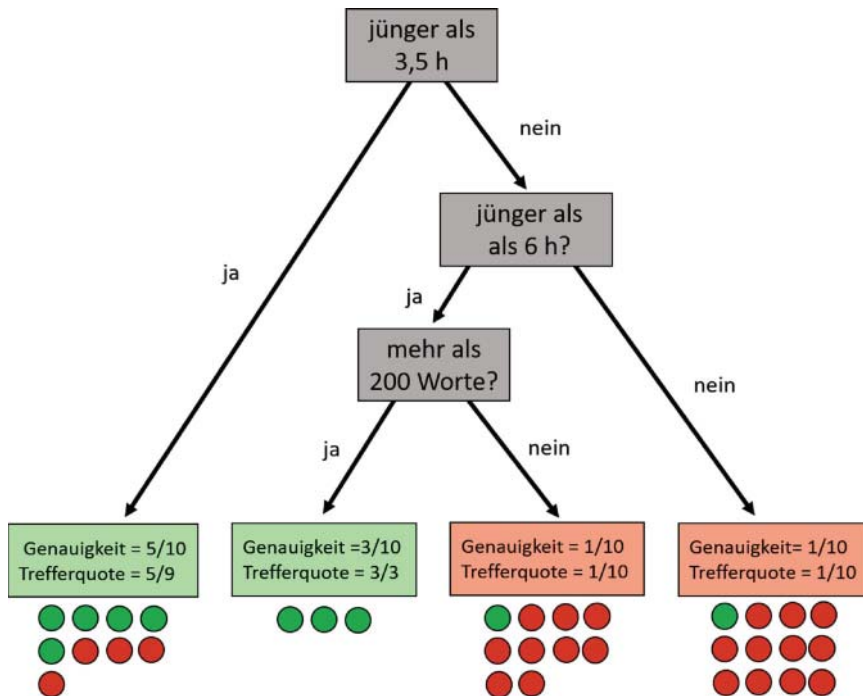 jünger als
3,5 h
nein
jünger als
als 6 h?
ja
ja
mehr als
200 Worte?
nein
ja
nein
Genauigkeit = 5/10
Trefferquote = 5/9
Genauigkeit =3/10
Trefferquote = 3/3
Genauigkeit = 1/10
Trefferquote = 1/10
Genauigkeit= 1/10
Trefferquote = 1/10